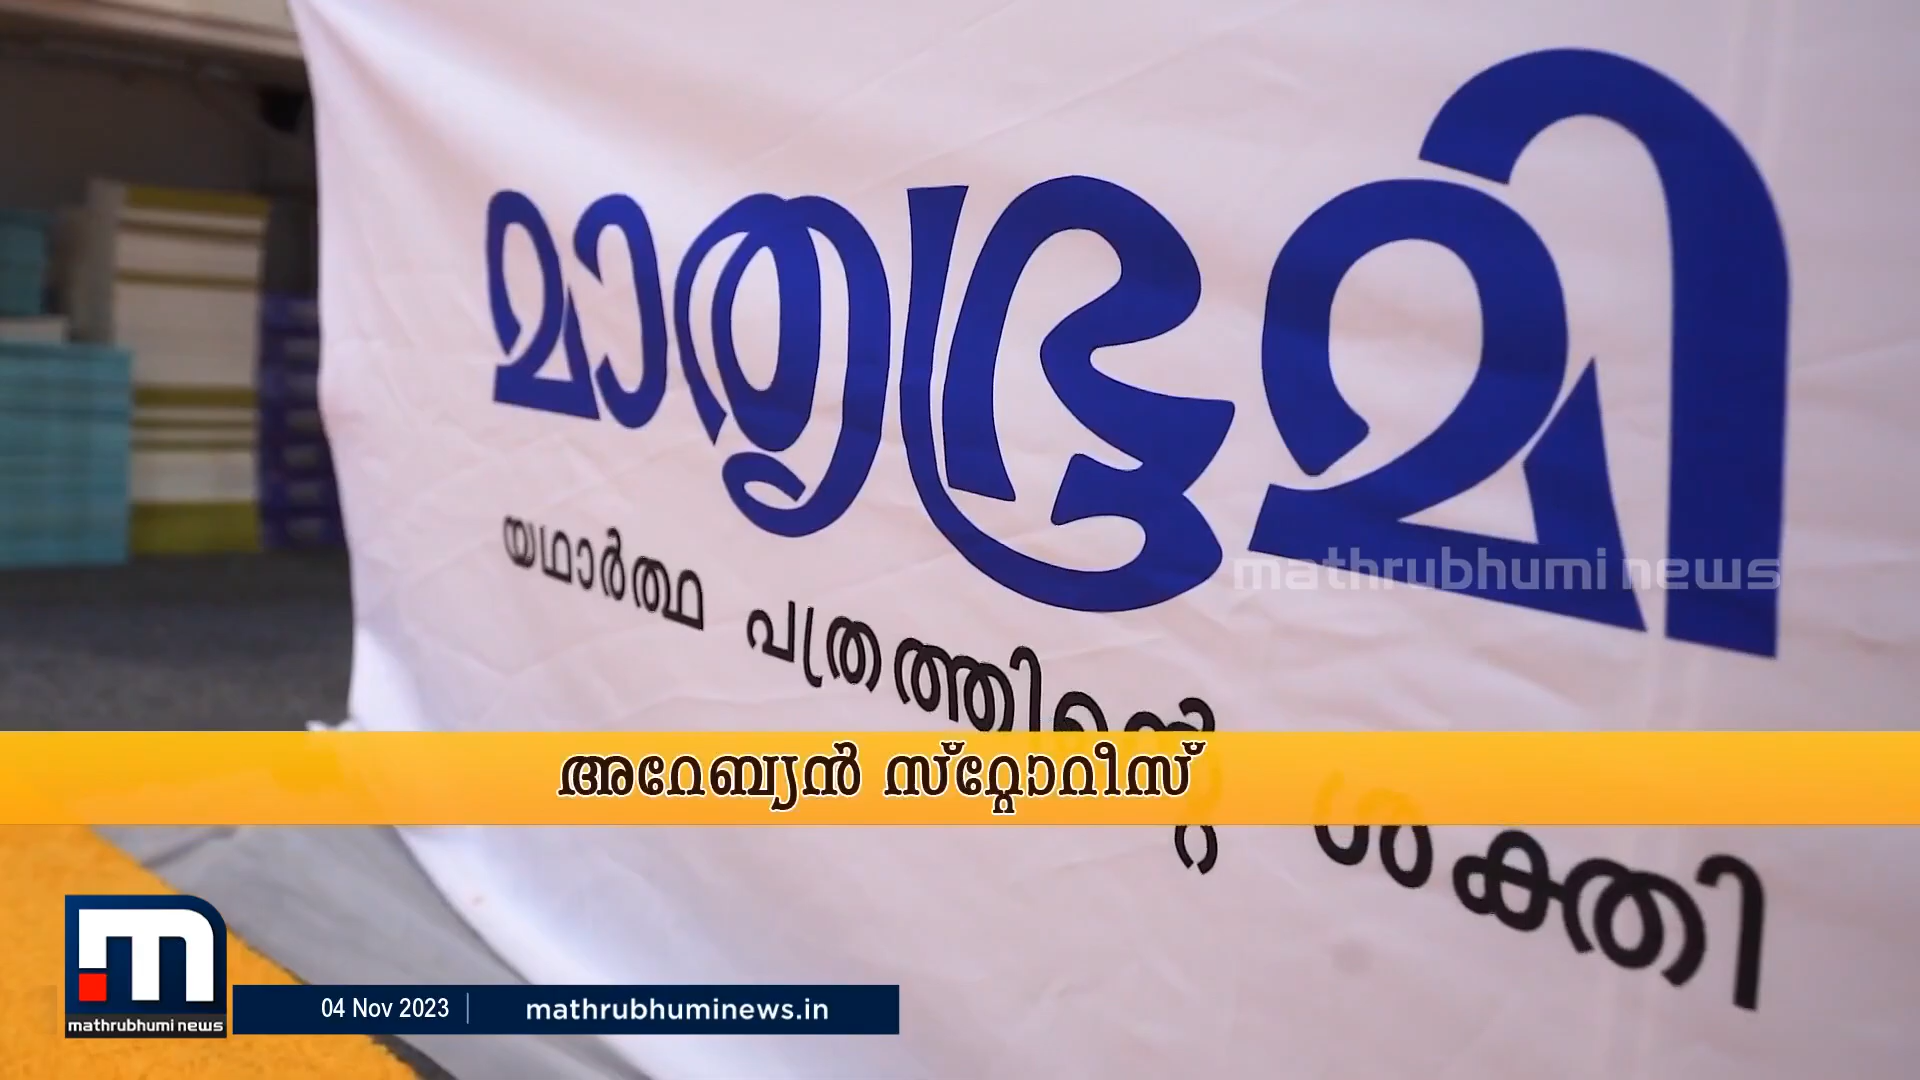 മാതൃഭൂമി
mathrubhumi news
യഥാർത്ഥ പത്രത്തിന്റെ ശക്തി
അറേബ്യൻ സ്റ്റോറീസ്
mathrubhumi news
04 Nov 2023
mathrubhuminews.in